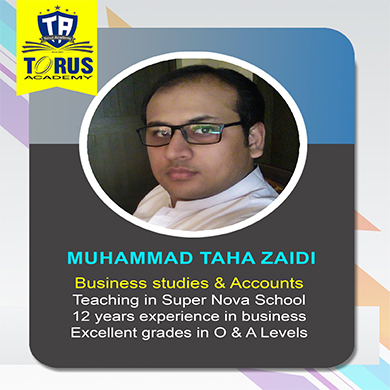 TA
TORUS
ACADEMY
MUHAMMAD TAHA ZAIDI
Business studies & Accounts
Teaching in Super Nova School
12 years experience in business
Excellent grades in O & A Levels